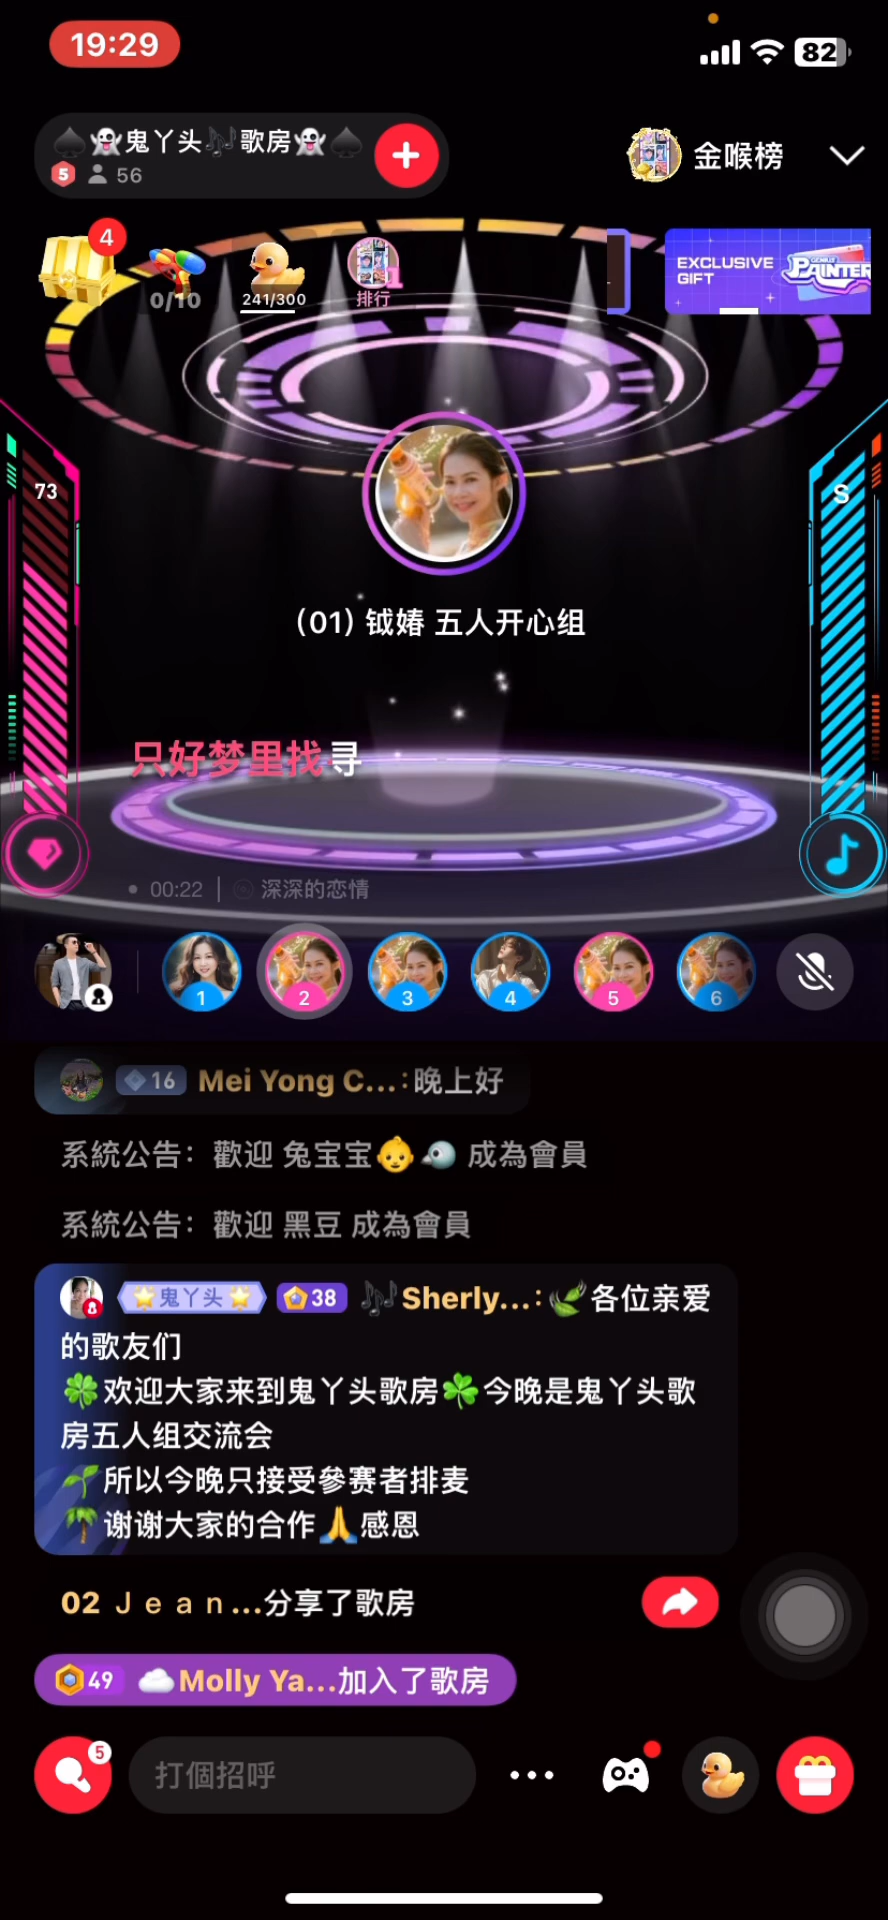 19:29
82
♠️👻鬼丫头🎶歌房👻♠️
5 56
金喉榜
4
0/10
241/300
1
排行
EXCLUSIVE
GIFT
PAINTER
73
S
(01) 钺媋 五人开心组
只好梦里找寻
00:22 | 深深的恋情
1 2 3 4 5 6
16 Mei Yong C...:晚上好
系統公告：歡迎 兔宝宝👶🐦 成為會員
系統公告：歡迎 黑豆 成為會員
🌟鬼丫头🌟 38 🎶Sherly...:🍃各位亲爱
的歌友们
🍀欢迎大家来到鬼丫头歌房☘️今晚是鬼丫头歌
房五人组交流会
🌱所以今晚只接受參赛者排麦
🌴谢谢大家的合作🙏感恩
02 Ｊｅａｎ...分享了歌房
49 ☁️Molly Ya...加入了歌房
5
打個招呼